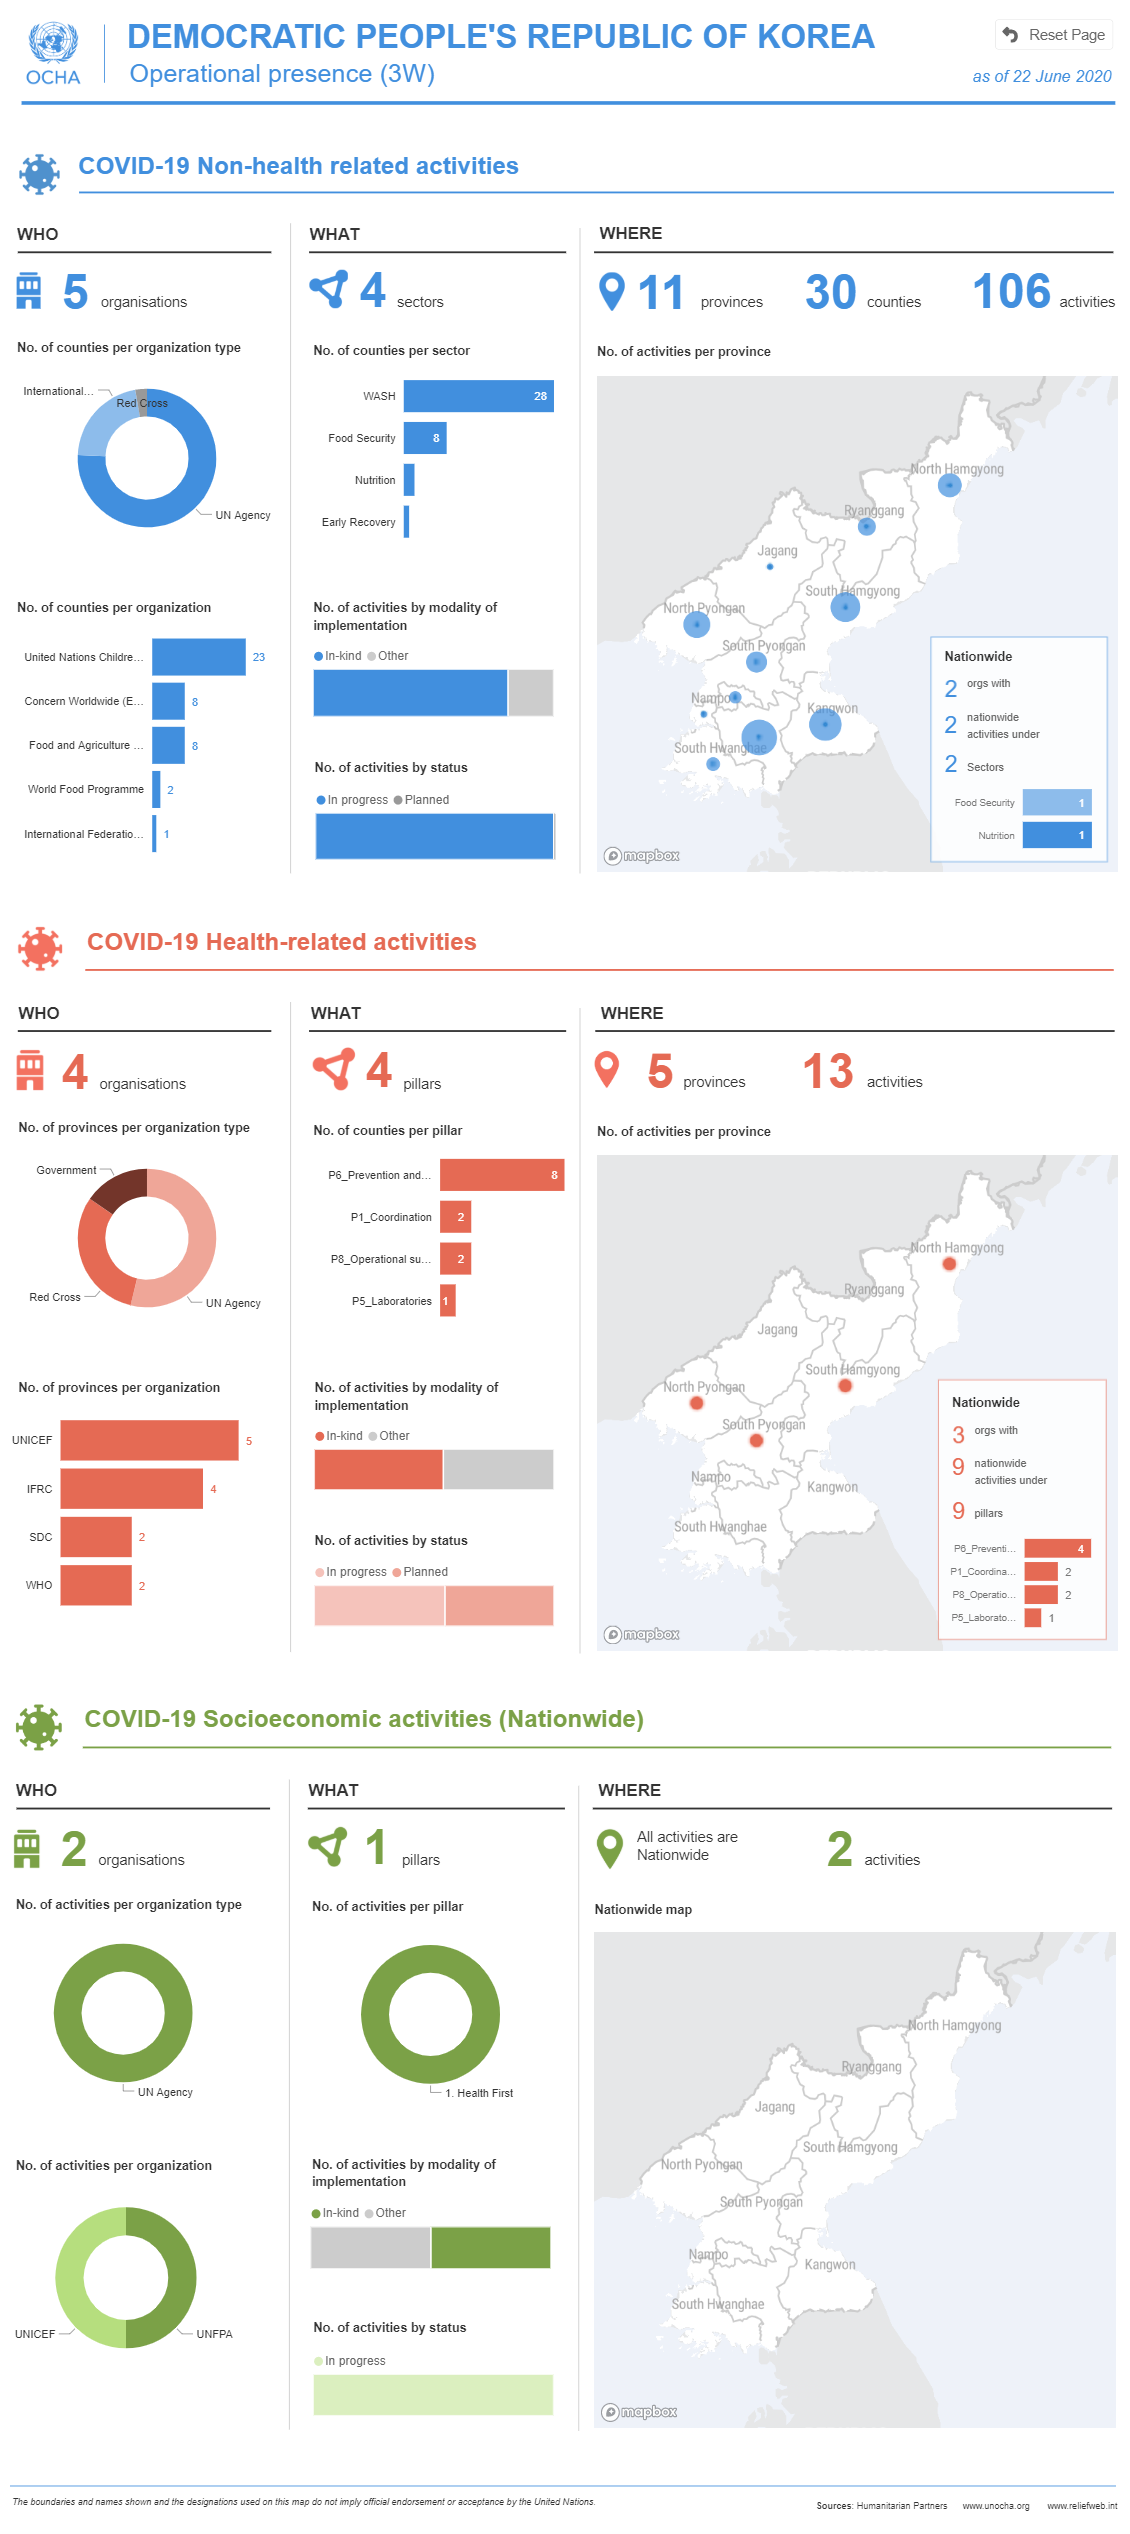 OCHA
DEMOCRATIC PEOPLE'S REPUBLIC OF KOREA
Operational presence (3W)
Reset Page
as of 22 June 2020
COVID-19 Non-health related activities
WHO
5 organisations
No. of counties per organization type
International...
Red Cross
UN Agency
No. of counties per organization
United Nations Childre... 23
Concern Worldwide (E... 8
Food and Agriculture ... 8
World Food Programme 2
International Federatio... 1
WHAT
4 sectors
No. of counties per sector
WASH 28
Food Security 8
Nutrition
Early Recovery
No. of activities by modality of
implementation
In-kind Other
No. of activities by status
In progress Planned
WHERE
11 provinces 30 counties 106 activities
No. of activities per province
North Hamgyong
Ryanggang
Jagang
South Hamgyong
North Pyongan
South Pyongan
Nampo
Kangwon
South Hwanghae
Nationwide
2 orgs with
2 nationwide
activities under
2 Sectors
Food Security 1
Nutrition 1
mapbox
COVID-19 Health-related activities
WHO
4 organisations
No. of provinces per organization type
Government
Red Cross
UN Agency
No. of provinces per organization
UNICEF 5
IFRC 4
SDC 2
WHO 2
WHAT
4 pillars
No. of counties per pillar
P6_Prevention and... 8
P1_Coordination 2
P8_Operational su... 2
P5_Laboratories 1
No. of activities by modality of
implementation
In-kind Other
No. of activities by status
In progress Planned
WHERE
5 provinces 13 activities
No. of activities per province
North Hamgyong
Ryanggang
Jagang
South Hamgyong
North Pyongan
South Pyongan
Nampo
Kangwon
South Hwanghae
Nationwide
3 orgs with
9 nationwide
activities under
9 pillars
P6_Preventi... 4
P1_Coordina... 2
P8_Operatio... 2
P5_Laborato... 1
mapbox
COVID-19 Socioeconomic activities (Nationwide)
WHO
2 organisations
No. of activities per organization type
UN Agency
No. of activities per organization
UNICEF
UNFPA
WHAT
1 pillars
No. of activities per pillar
1. Health First
No. of activities by modality of
implementation
In-kind Other
No. of activities by status
In progress
WHERE
All activities are
Nationwide
2 activities
Nationwide map
North Hamgyong
Ryanggang
Jagang
South Hamgyong
North Pyongan
South Pyongan
Nampo
Kangwon
South Hwanghae
mapbox
The boundaries and names shown and the designations used on this map do not imply official endorsement or acceptance by the United Nations.
Sources: Humanitarian Partners www.unocha.org www.reliefweb.int